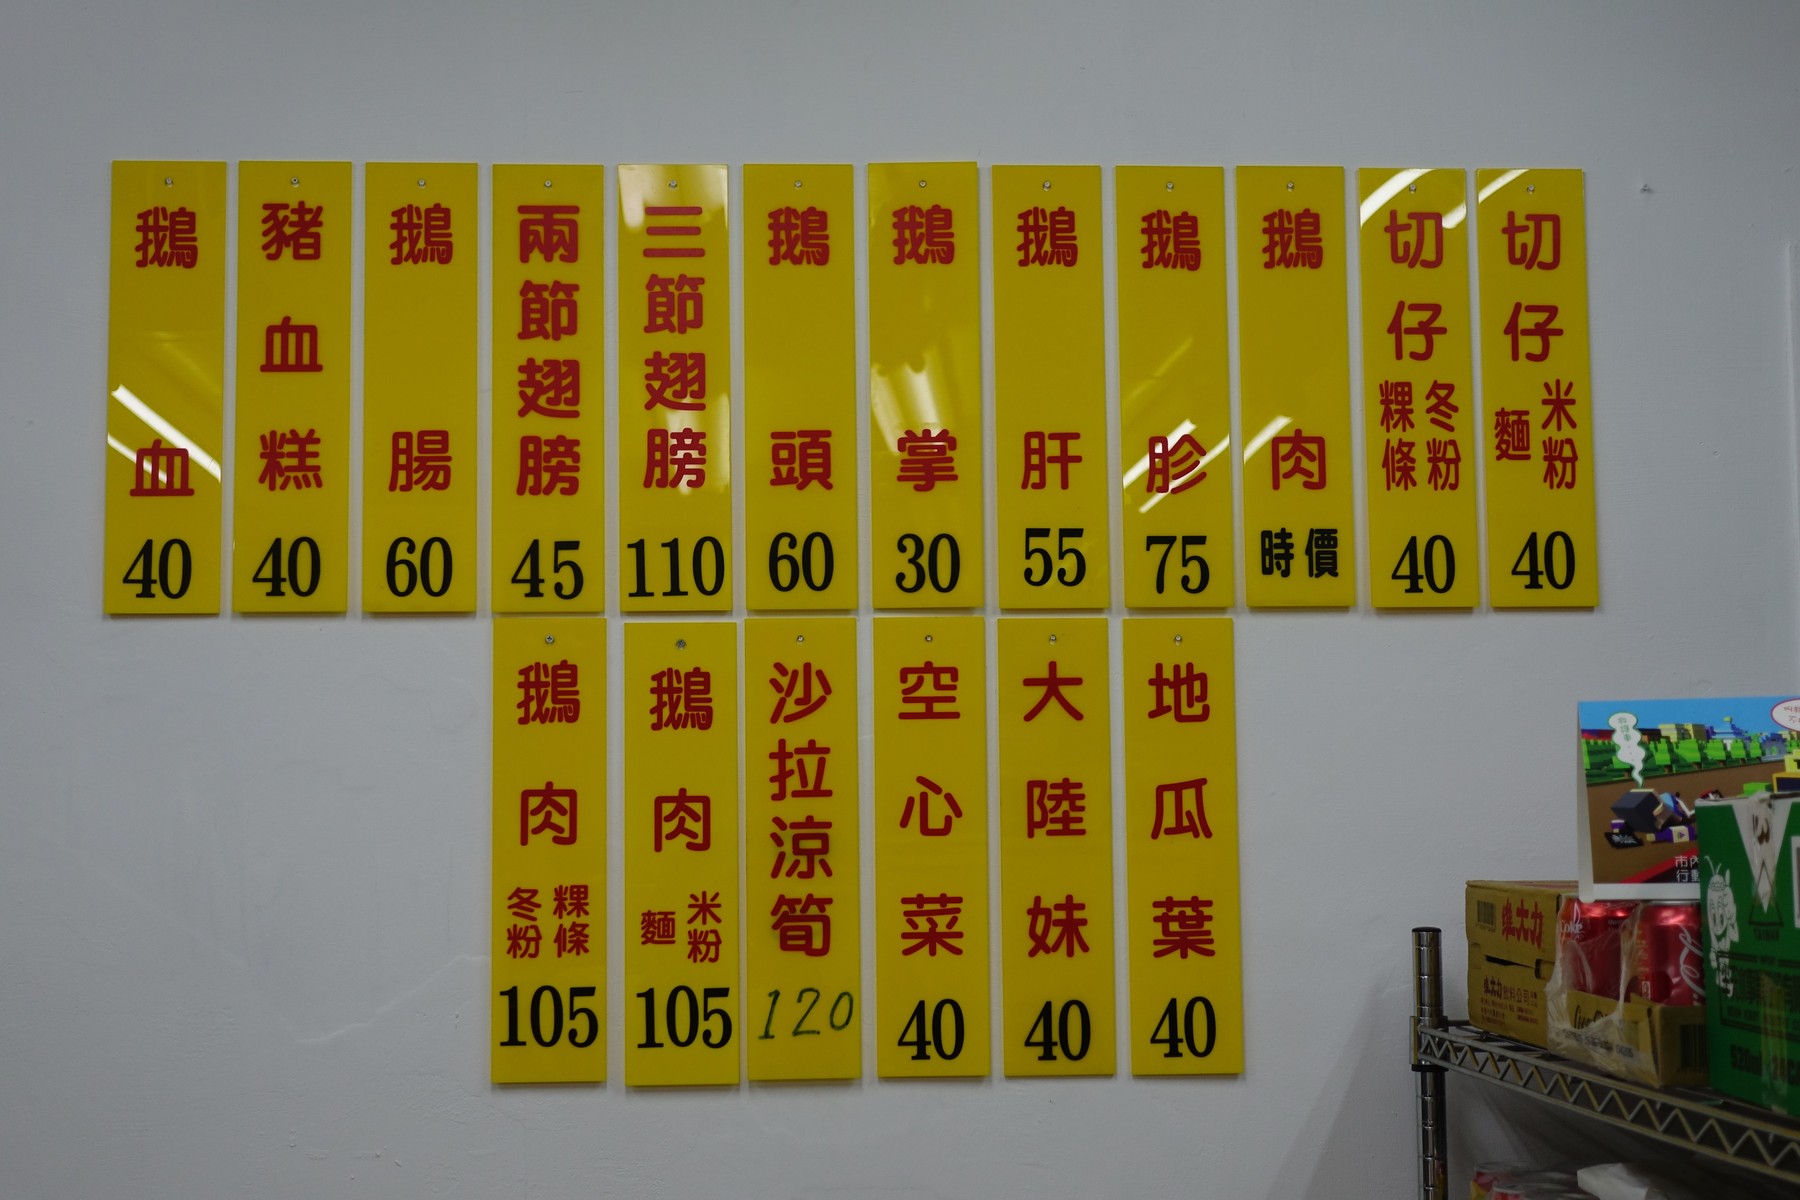 鵝血 40
豬血糕 40
鵝腸 60
兩節翅膀 45
三節翅膀 110
鵝頭 60
鵝掌 30
鵝肝 55
鵝胗 75
鵝肉 時價
切仔 粿條 冬粉 40
切仔 麵 米粉 40
鵝肉 冬粉 粿條 105
鵝肉 麵 米粉 105
沙拉涼筍 120
空心菜 40
大陸妹 40
地瓜葉 40
維大力
Coke